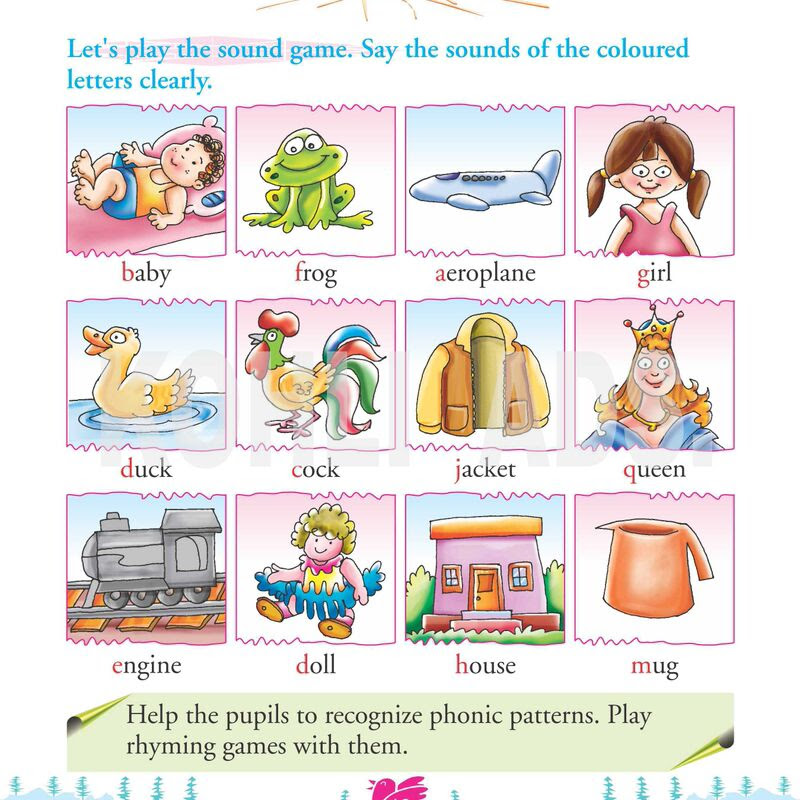 Let's play the sound game. Say the sounds of the coloured
letters clearly.
baby frog aeroplane girl
duck cock jacket queen
engine doll house mug
Help the pupils to recognize phonic patterns. Play
rhyming games with them.